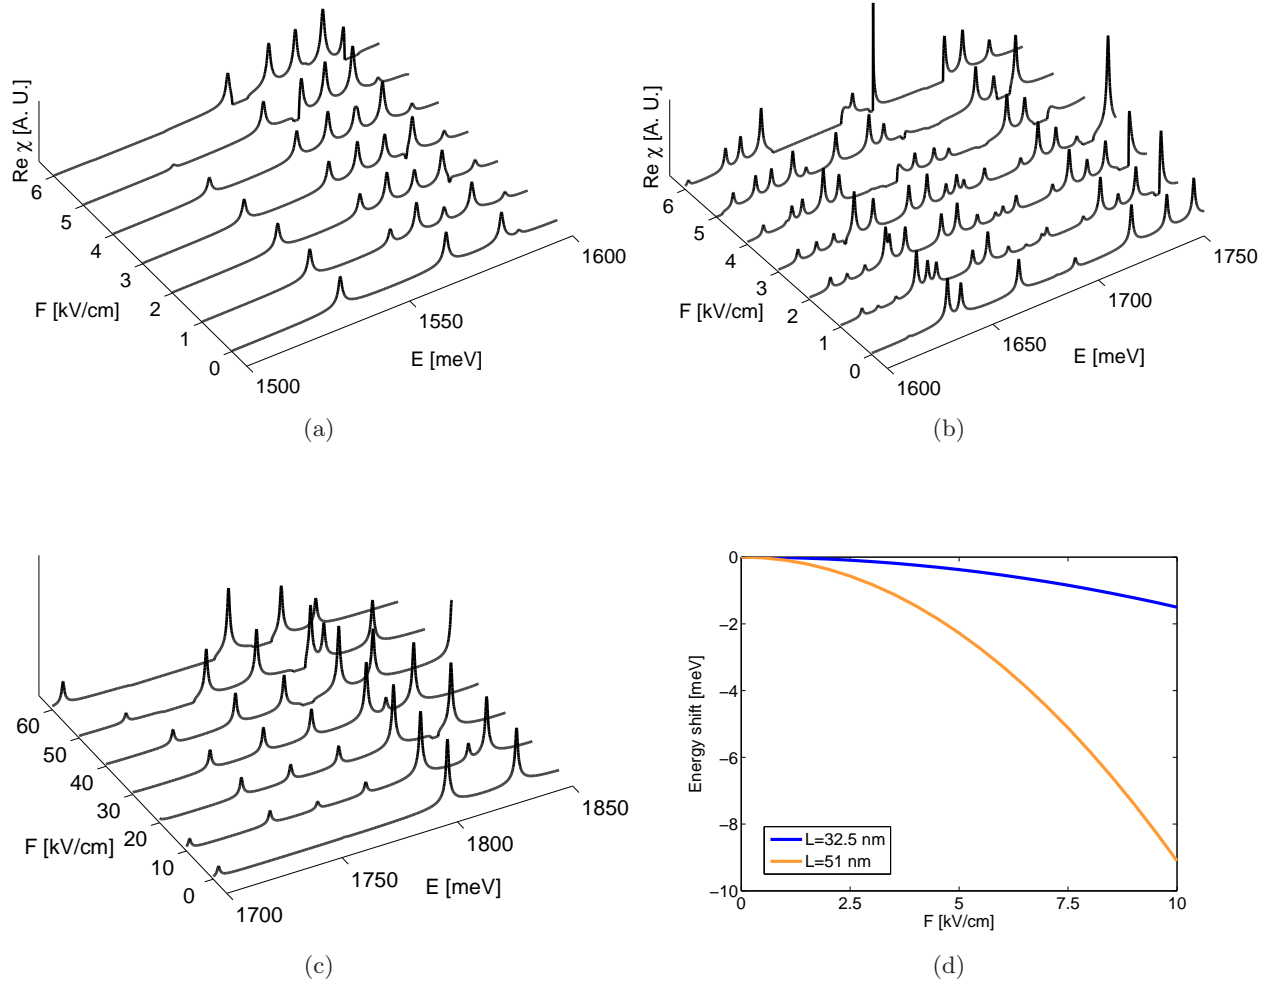 Re χ [A. U.]
6
5
4
3
2
1
0
F [kV/cm]
1500
1550
1600
E [meV]
(a)
Re χ [A. U.]
6
5
4
3
2
1
0
F [kV/cm]
1600
1650
1700
1750
E [meV]
(b)
60
50
40
30
20
10
0
F [kV/cm]
1700
1750
1800
1850
E [meV]
(c)
Energy shift [meV]
0
−2
−4
−6
−8
−10
L=32.5 nm
L=51 nm
0
2.5
5
7.5
10
F [kV/cm]
(d)